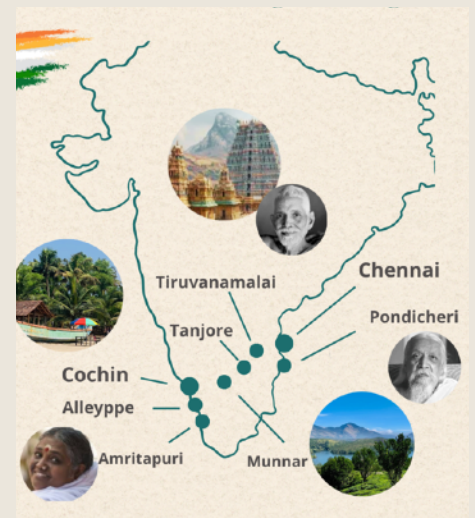 Tiruvanamalai
Chennai
Tanjore
Pondicheri
Cochin
Alleyppe
Amritapuri
Munnar